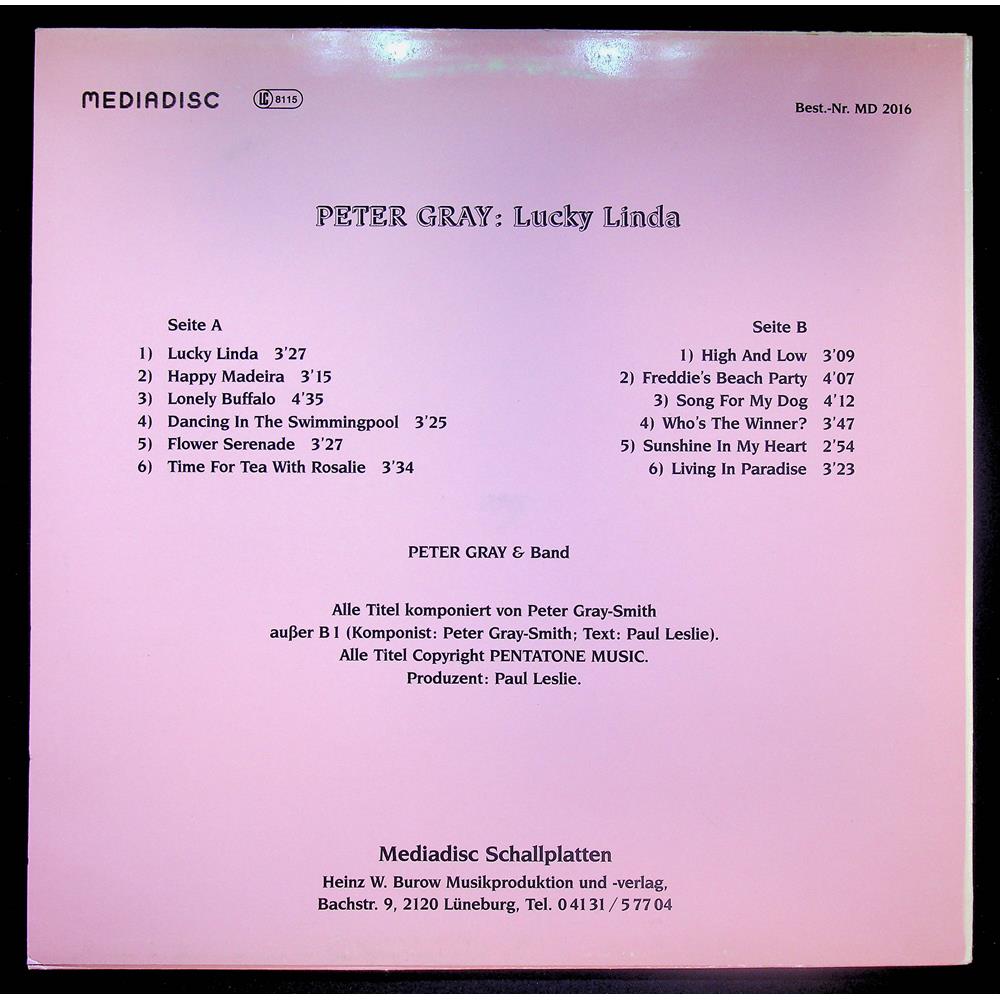 MEDIADISC LC 8115
Best.-Nr. MD 2016
PETER GRAY: Lucky Linda
Seite A
1) Lucky Linda 3'27
2) Happy Madeira 3'15
3) Lonely Buffalo 4'35
4) Dancing In The Swimmingpool 3'25
5) Flower Serenade 3'27
6) Time For Tea With Rosalie 3'34
Seite B
1) High And Low 3'09
2) Freddie's Beach Party 4'07
3) Song For My Dog 4'12
4) Who's The Winner? 3'47
5) Sunshine In My Heart 2'54
6) Living In Paradise 3'23
PETER GRAY & Band
Alle Titel komponiert von Peter Gray-Smith
außer B 1 (Komponist: Peter Gray-Smith; Text: Paul Leslie).
Alle Titel Copyright PENTATONE MUSIC.
Produzent: Paul Leslie.
Mediadisc Schallplatten
Heinz W. Burow Musikproduktion und -verlag,
Bachstr. 9, 2120 Lüneburg, Tel. 0 41 31 / 5 77 04